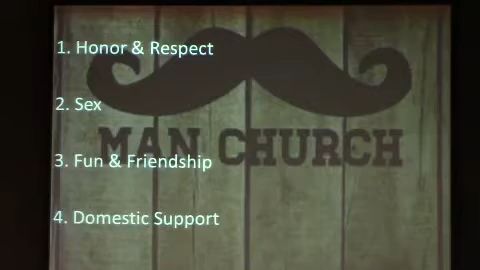 1. Honor & Respect
2. Sex
MAN CHURCH
3. Fun & Friendship
4. Domestic Support